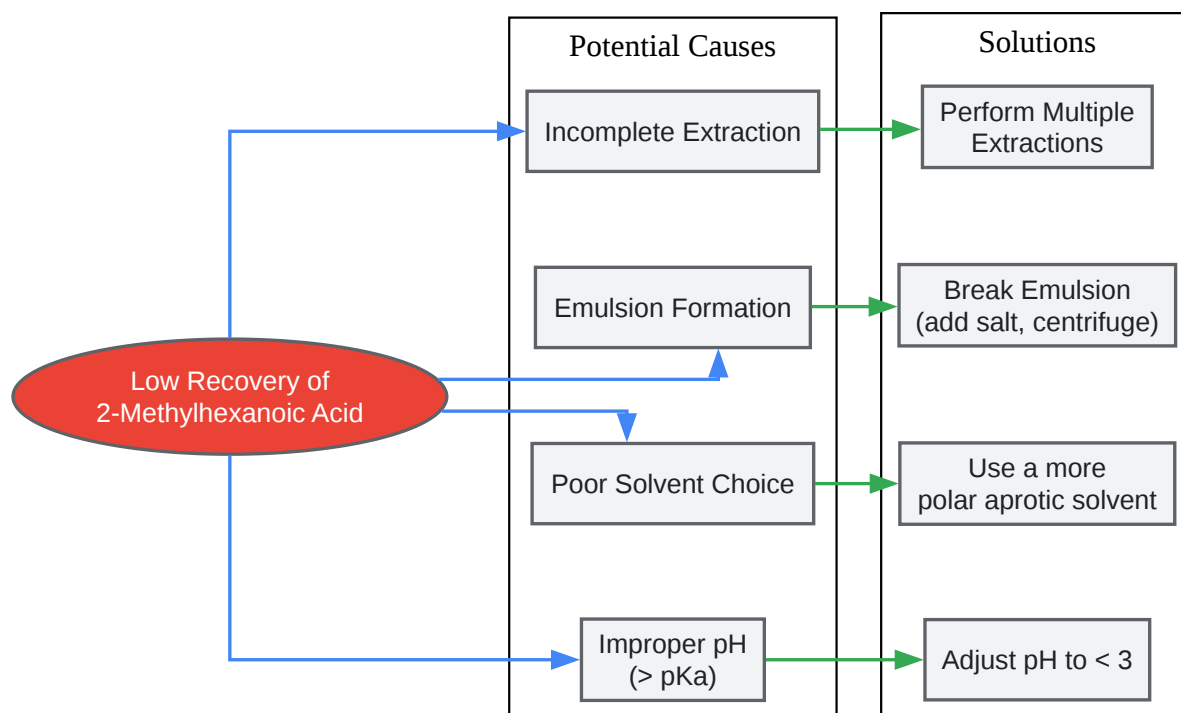 Potential Causes
Solutions
Incomplete Extraction
Perform Multiple
Extractions
Emulsion Formation
Break Emulsion
(add salt, centrifuge)
Low Recovery of
2-Methylhexanoic Acid
Poor Solvent Choice
Use a more
polar aprotic solvent
Improper pH
(> pKa)
Adjust pH to < 3